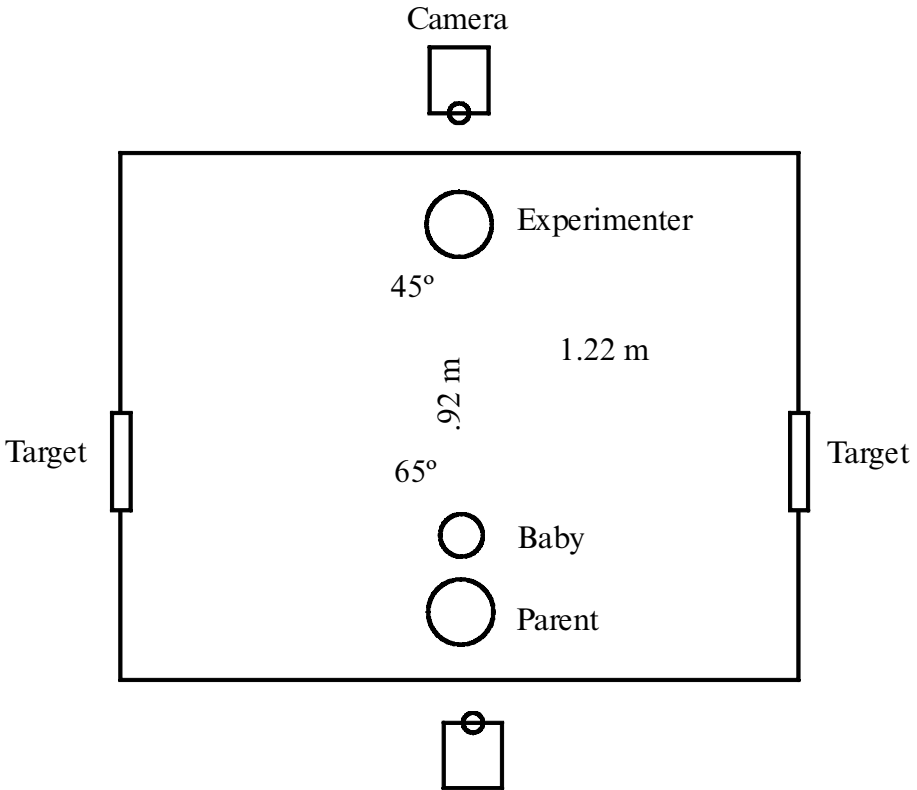 Camera
Experimenter
45º
1.22 m
.92 m
Target
Target
65º
Baby
Parent